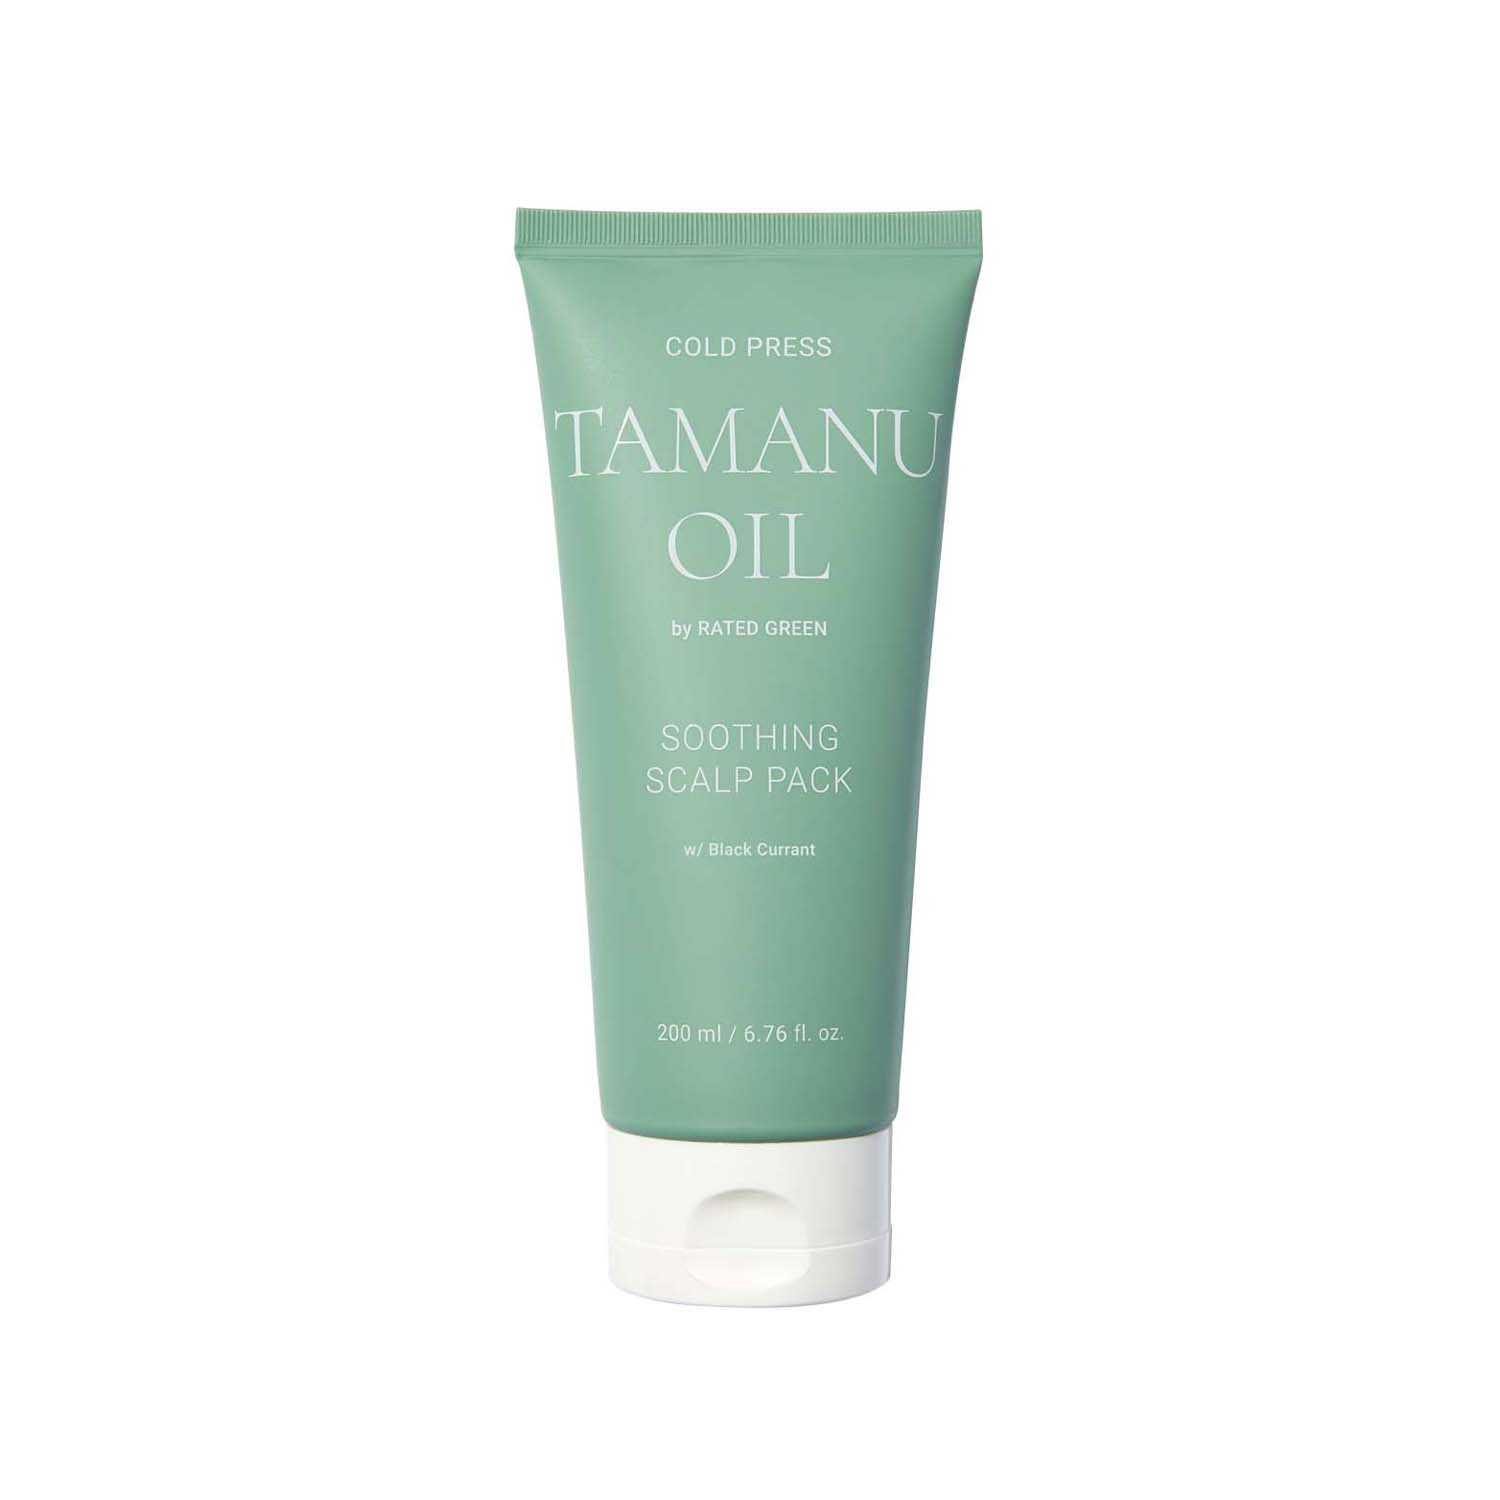 COLD PRESS
TAMANU
OIL
by RATED GREEN
SOOTHING
SCALP PACK
w/ Black Currant
200 ml / 6.76 fl. oz.